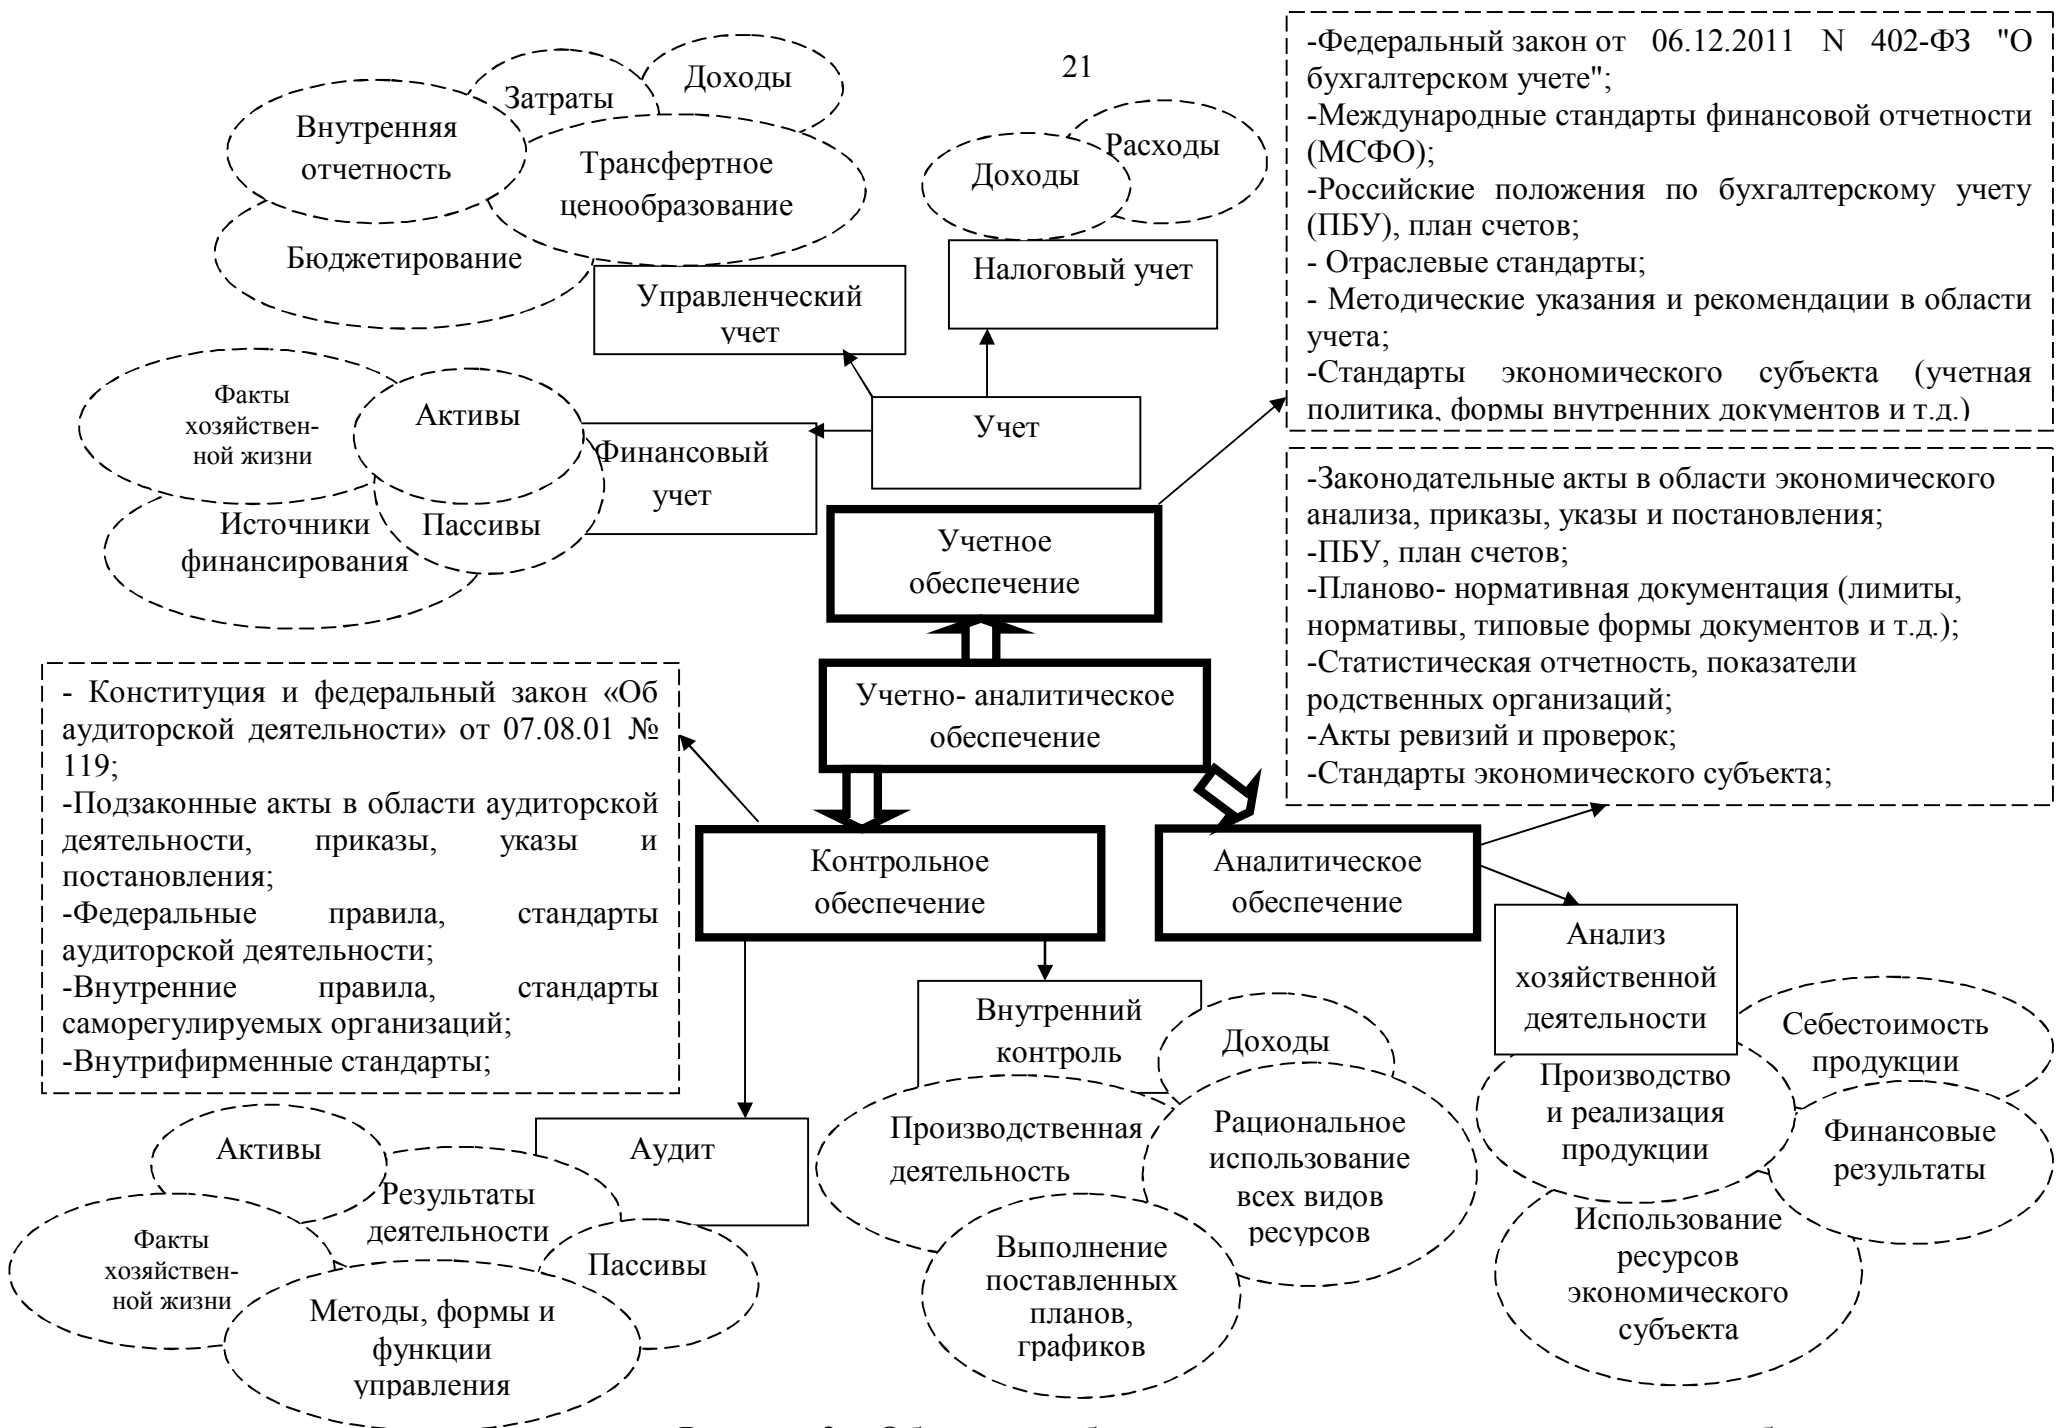 21
Доходы
Затраты
Внутренняя
отчетность
Трансфертное
ценообразование
Бюджетирование
Управленческий
учет
Расходы
Доходы
Налоговый учет
-Федеральный закон от 06.12.2011 N 402-ФЗ "О
бухгалтерском учете";
-Международные стандарты финансовой отчетности
(МСФО);
-Российские положения по бухгалтерскому учету
(ПБУ), план счетов;
- Отраслевые стандарты;
- Методические указания и рекомендации в области
учета;
-Стандарты экономического субъекта (учетная
политика, формы внутренних документов и т.д.)
Факты
хозяйствен-
ной жизни
Активы
Финансовый
учет
Учет
Источники
финансирования
Пассивы
Учетное
обеспечение
-Законодательные акты в области экономического
анализа, приказы, указы и постановления;
-ПБУ, план счетов;
-Планово- нормативная документация (лимиты,
нормативы, типовые формы документов и т.д.);
-Статистическая отчетность, показатели
родственных организаций;
-Акты ревизий и проверок;
-Стандарты экономического субъекта;
Учетно- аналитическое
обеспечение
- Конституция и федеральный закон «Об
аудиторской деятельности» от 07.08.01 №
119;
-Подзаконные акты в области аудиторской
деятельности, приказы, указы и
постановления;
-Федеральные правила, стандарты
аудиторской деятельности;
-Внутренние правила, стандарты
саморегулируемых организаций;
-Внутрифирменные стандарты;
Контрольное
обеспечение
Аналитическое
обеспечение
Анализ
хозяйственной
деятельности
Внутренний
контроль
Доходы
Себестоимость
продукции
Производство
и реализация
продукции
Финансовые
результаты
Использование
ресурсов
экономического
субъекта
Производственная
деятельность
Рациональное
использование
всех видов
ресурсов
Выполнение
поставленных
планов,
графиков
Аудит
Активы
Результаты
деятельности
Факты
хозяйствен-
ной жизни
Пассивы
Методы, формы и
функции
управления